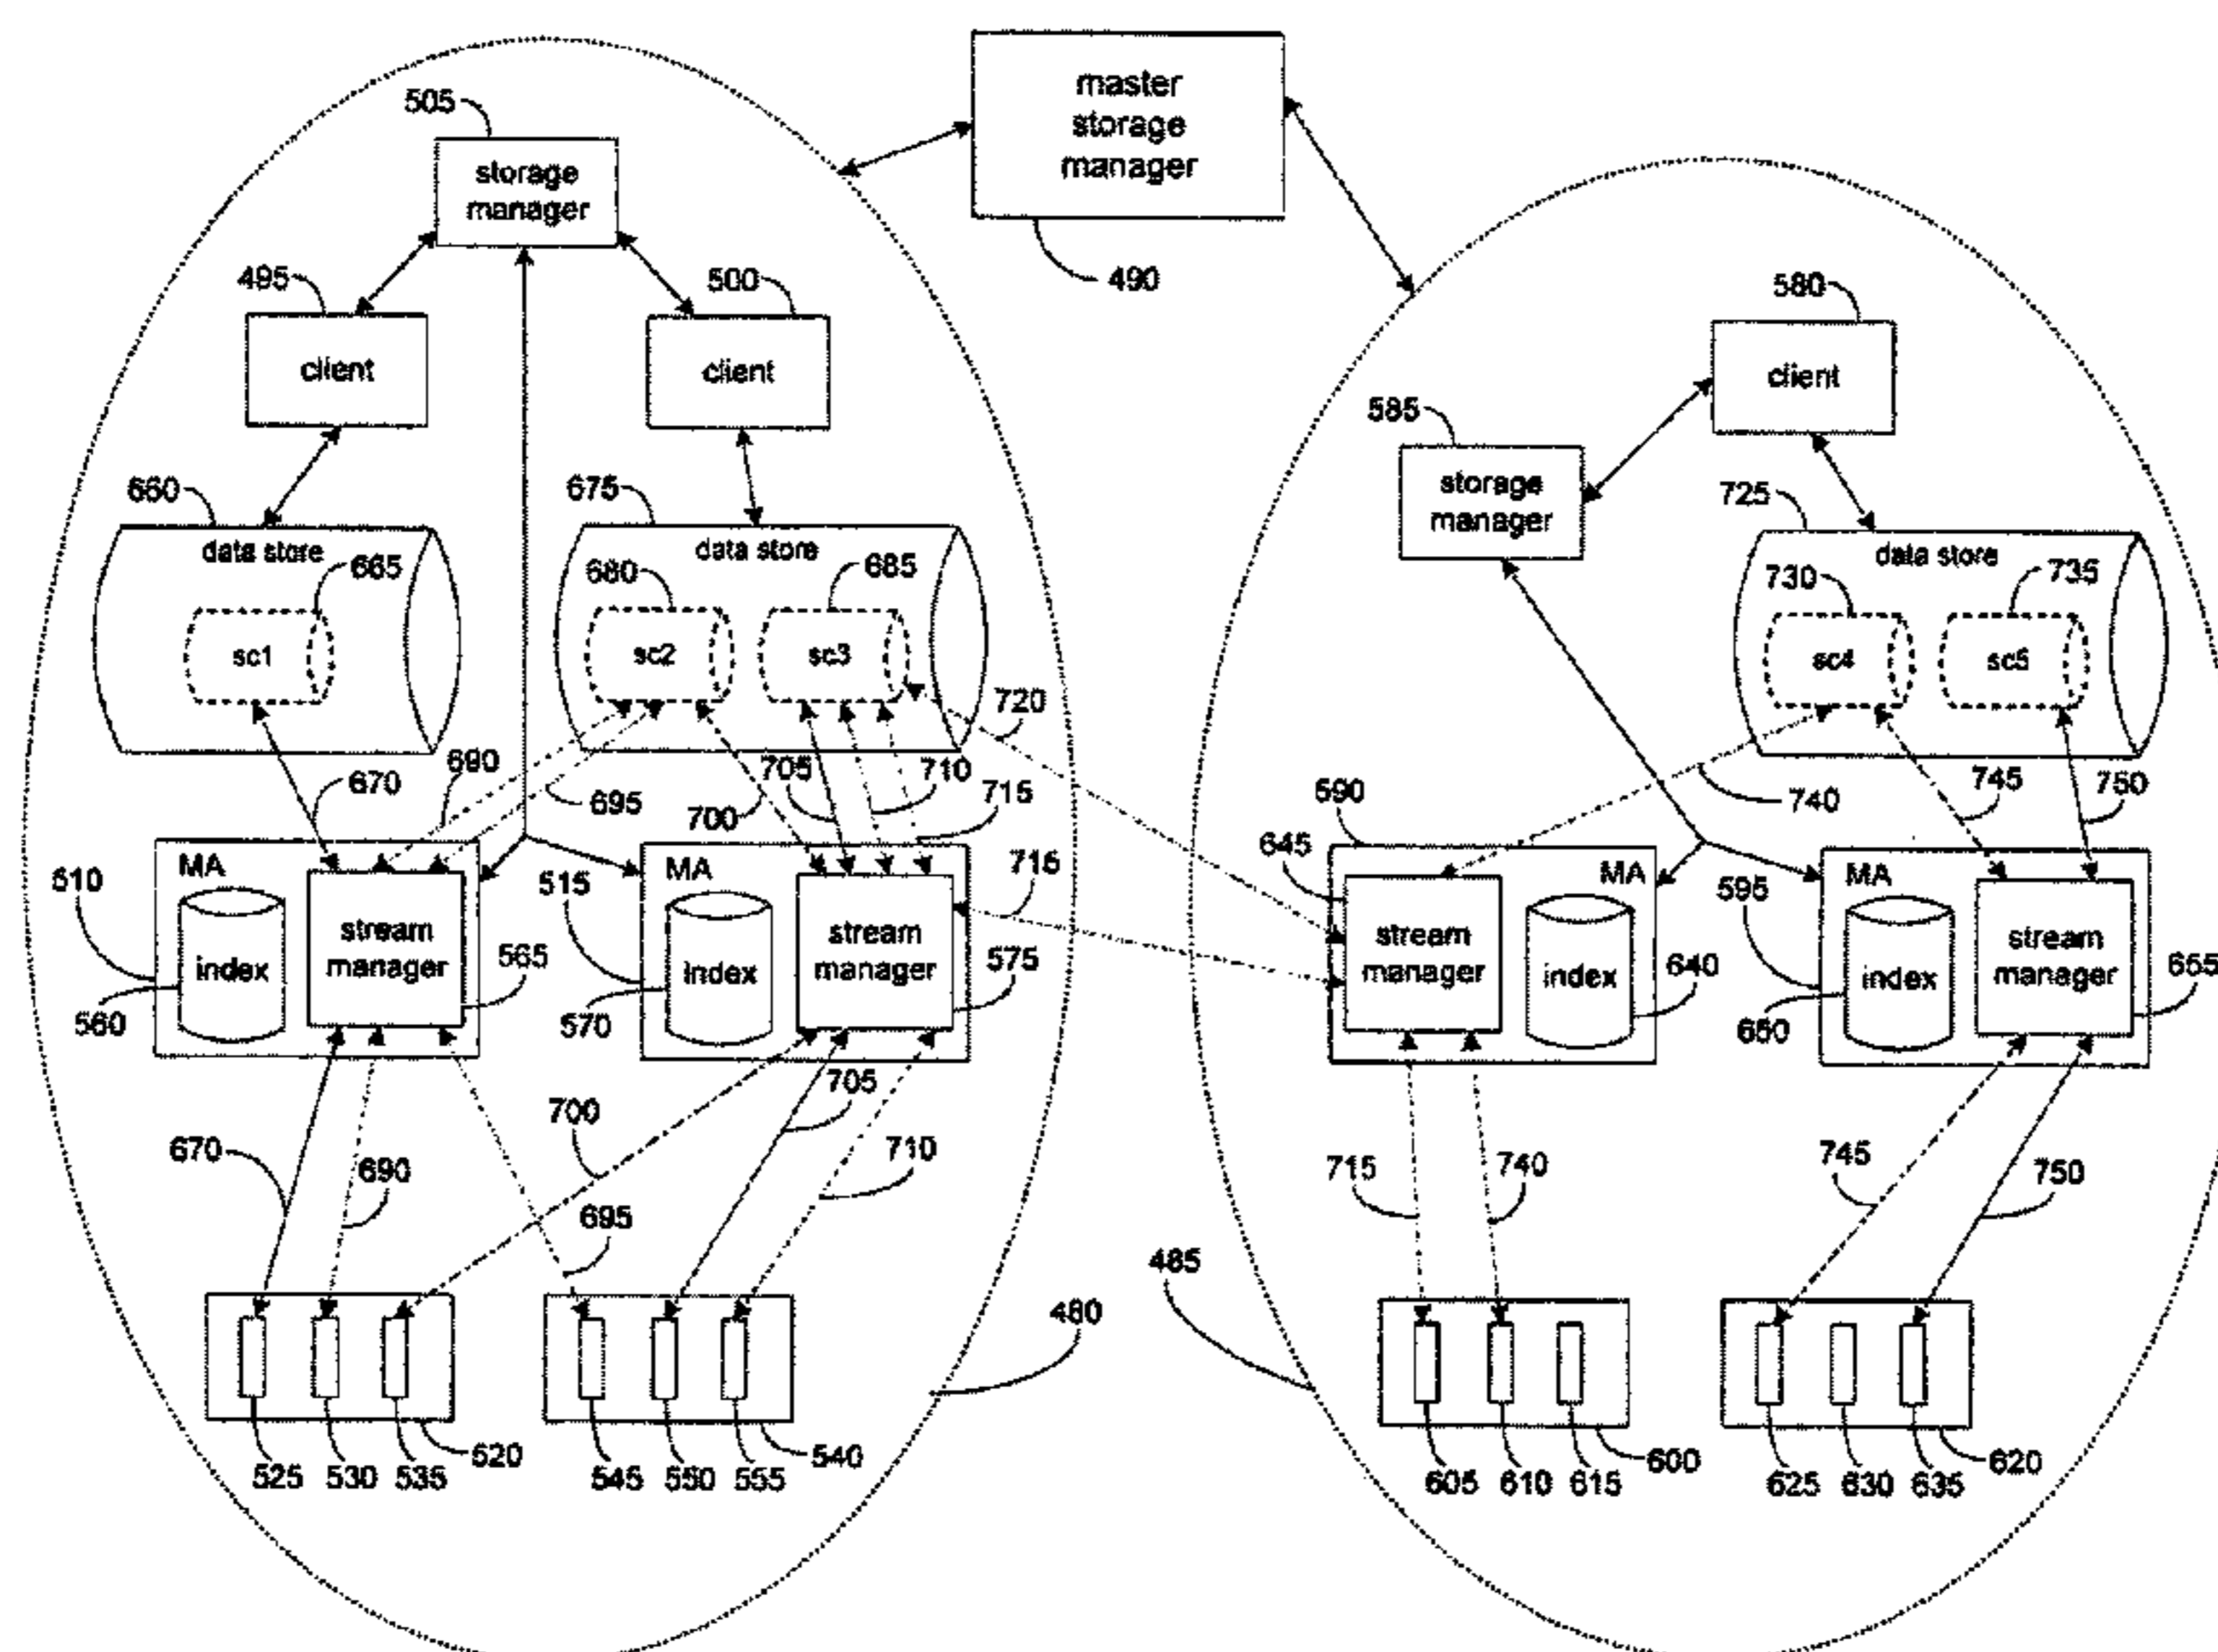 master
storage
manager
505
storage
manager
490
495
500
580
client
client
client
585
storage
manager
660
675
725
data store
data store
data store
665
680
685
730
735
sc1
sc2
sc3
sc4
sc5
720
670
690
695
705
710
700
715
740
745
750
590
645
MA
MA
715
MA
MA
510
515
595
stream
manager
stream
manager
stream
manager
stream
manager
index
index
index
index
565
575
640
655
560
570
650
705
700
670
690
710
715
740
745
750
695
485
480
520
540
600
620
525
530
535
545
550
555
605
610
615
625
630
635